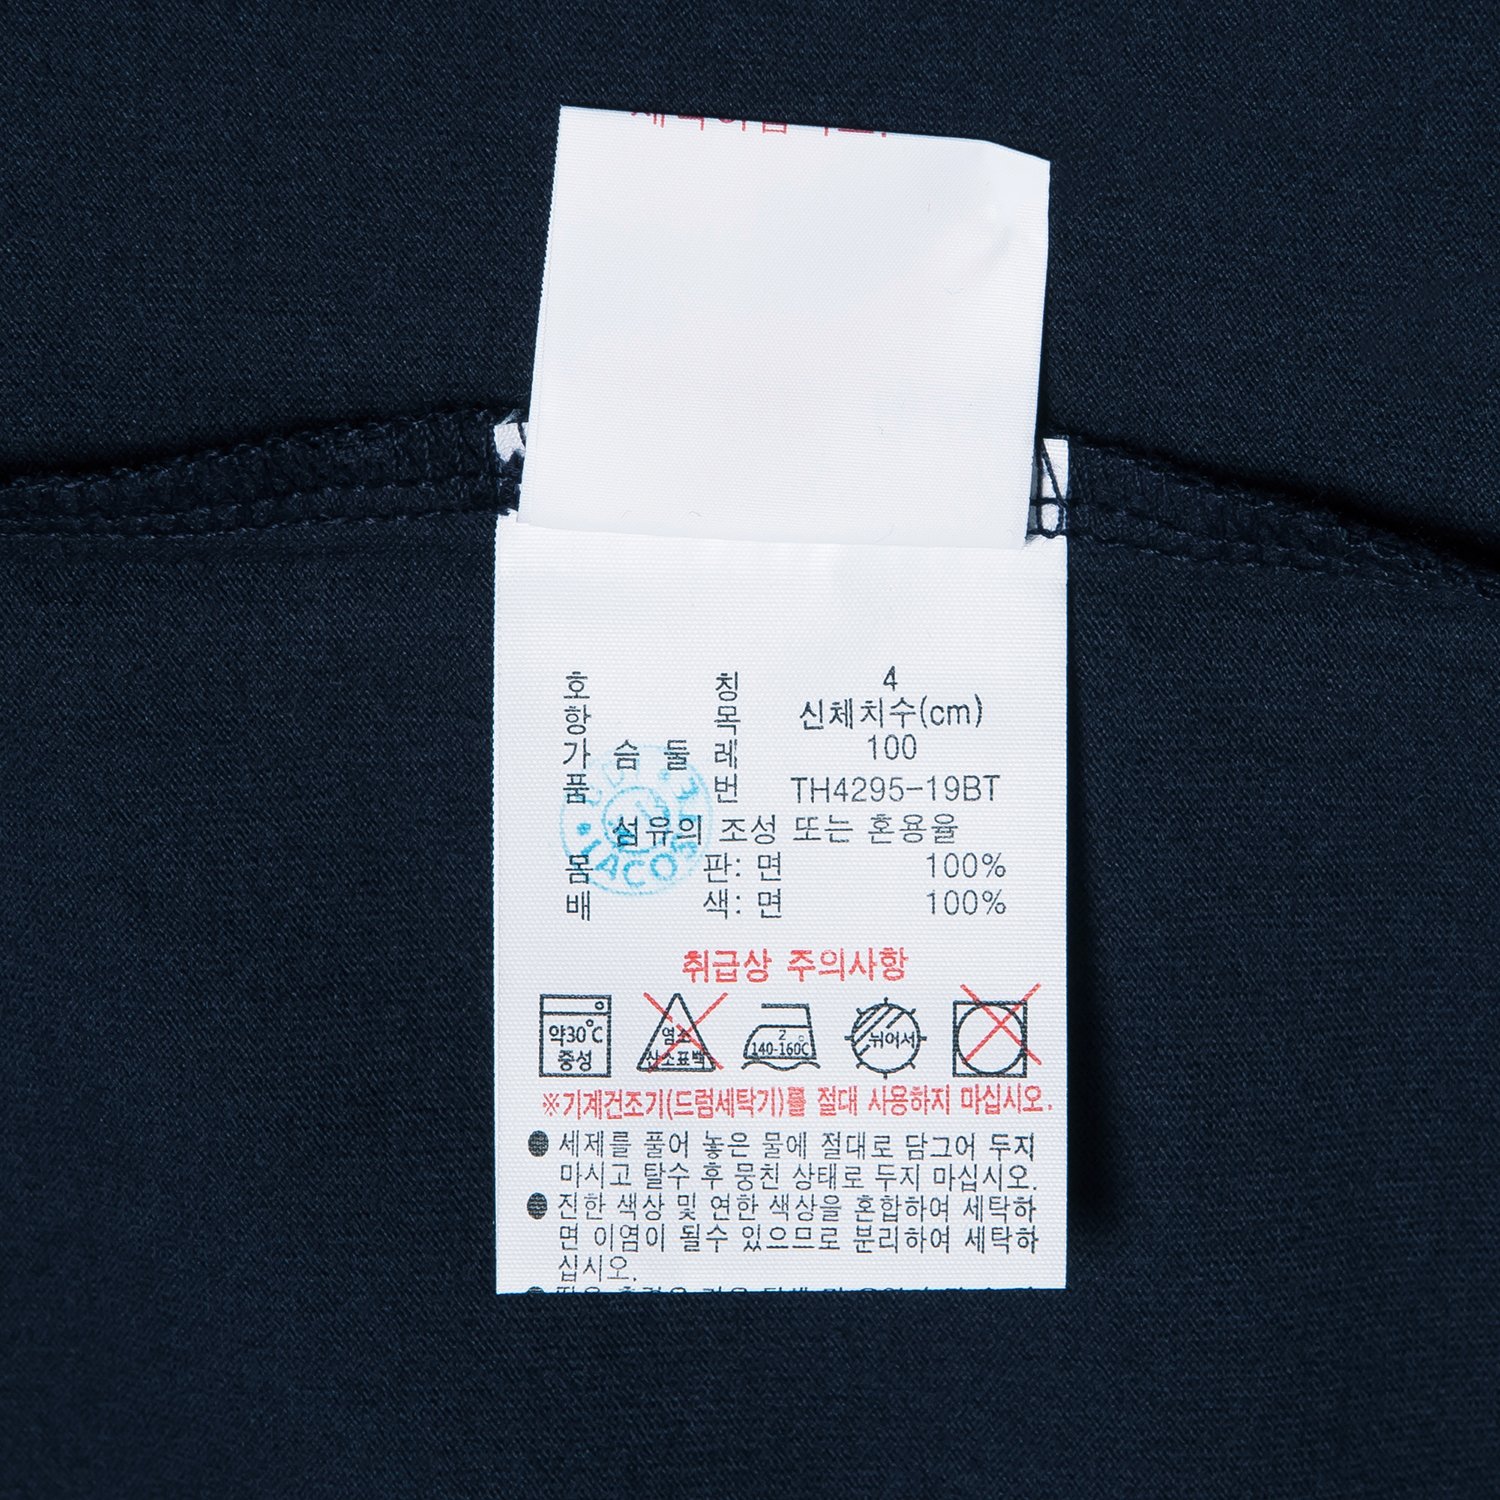 호 칭 4
항 목 신체치수(cm)
가 슴 둘 레 100
품 번 TH4295-19BT
섬유의 조성 또는 혼용율
몸 판: 면 100%
배 색: 면 100%
취급상 주의사항
약30°C
중성
염소
산소표백
2
140-160°C
뉘어서
※기계건조기(드럼세탁기)를 절대 사용하지 마십시오.
● 세제를 풀어 놓은 물에 절대로 담그어 두지
마시고 탈수 후 뭉친 상태로 두지 마십시오.
● 진한 색상 및 연한 색상을 혼합하여 세탁하
면 이염이 될수 있으므로 분리하여 세탁하
십시오.